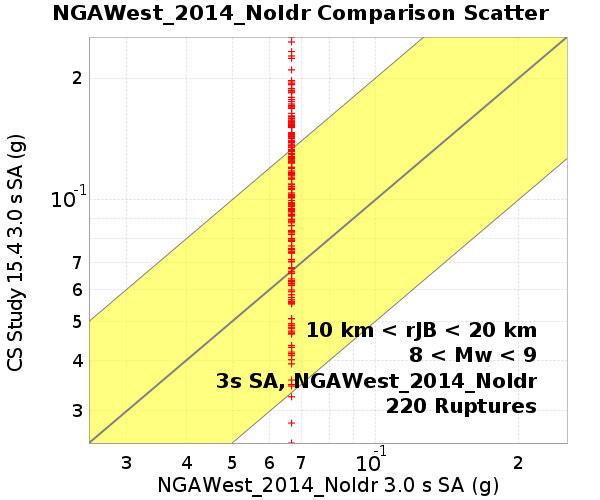 NGAWest_2014_NoIdr Comparison Scatter
CS Study 15.4 3.0 s SA (g)
2
10-1
7
6
5
4
3
10 km < rJB < 20 km
8 < Mw < 9
3s SA, NGAWest_2014_NoIdr
220 Ruptures
3 4 5 6 7 10-1 2
NGAWest_2014_NoIdr 3.0 s SA (g)